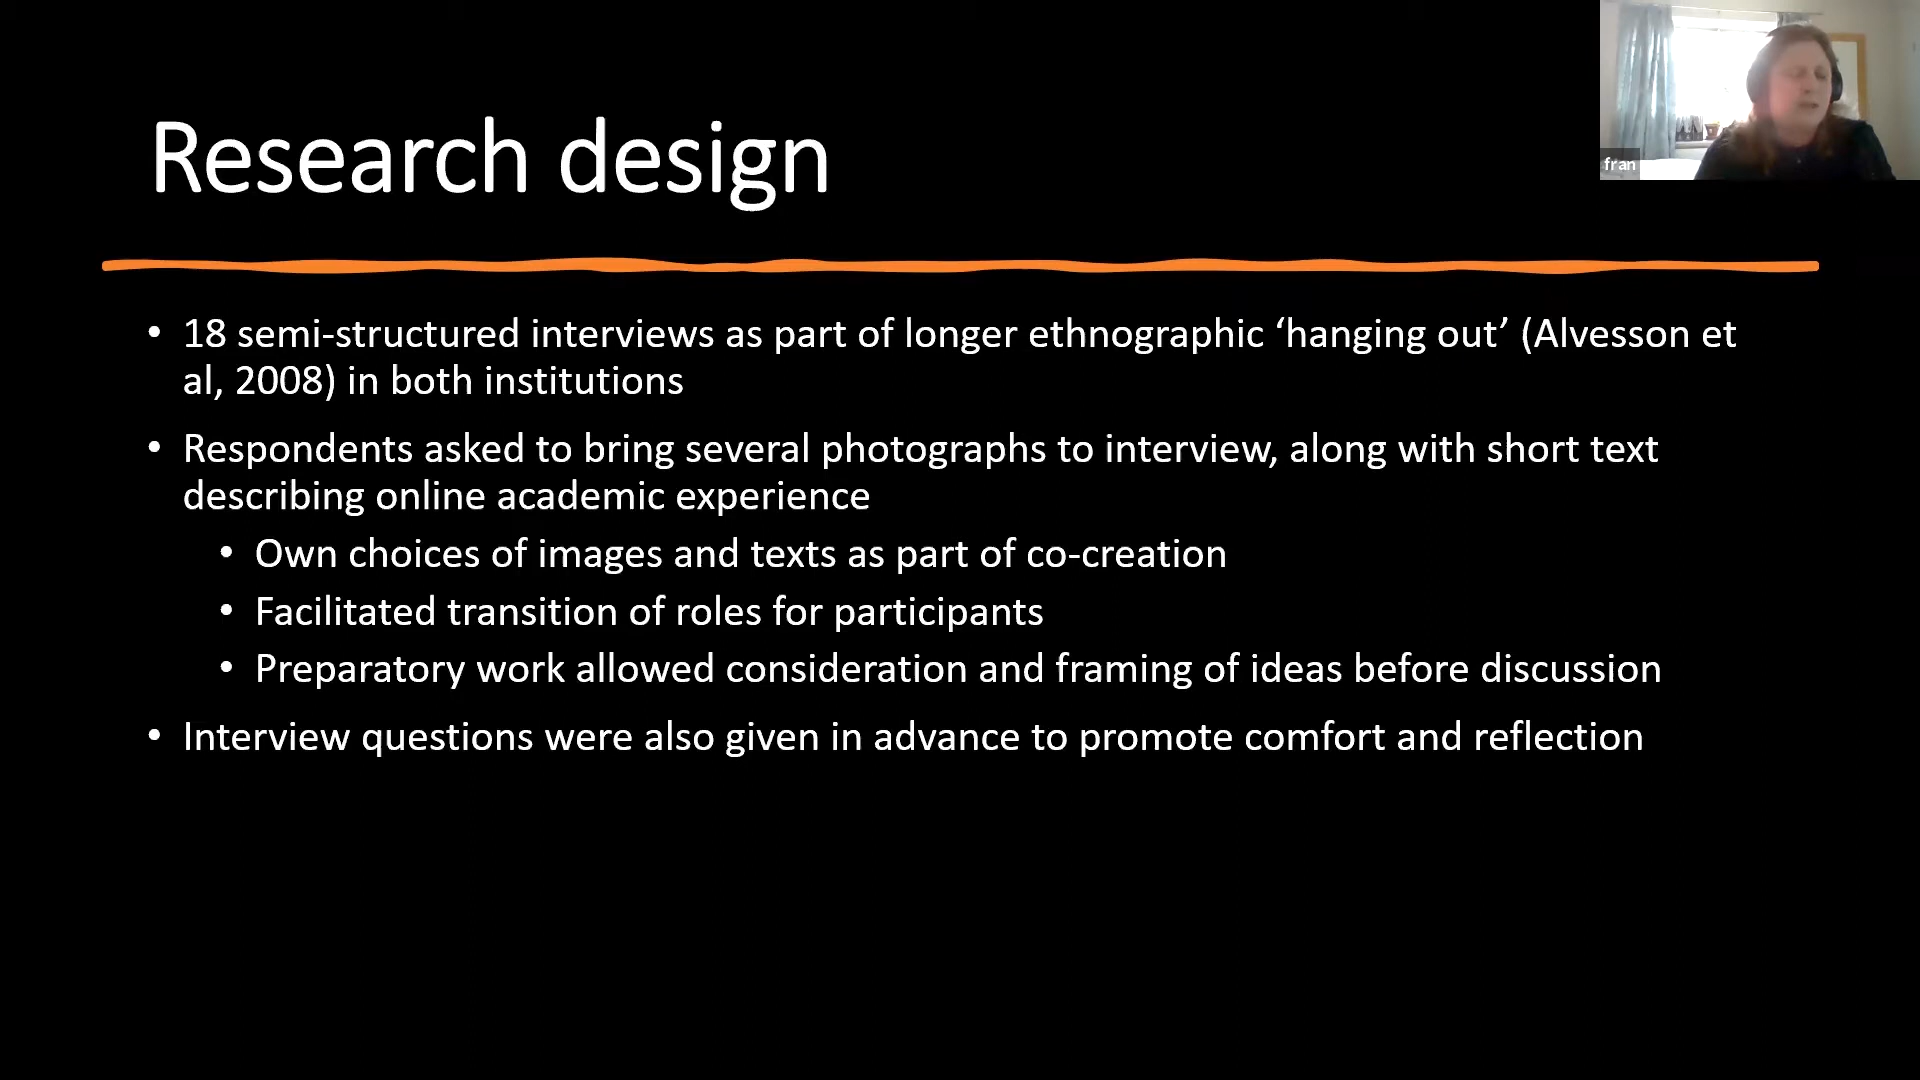 Research design
fran
• 18 semi-structured interviews as part of longer ethnographic ‘hanging out’ (Alvesson et
al, 2008) in both institutions
• Respondents asked to bring several photographs to interview, along with short text
describing online academic experience
• Own choices of images and texts as part of co-creation
• Facilitated transition of roles for participants
• Preparatory work allowed consideration and framing of ideas before discussion
• Interview questions were also given in advance to promote comfort and reflection